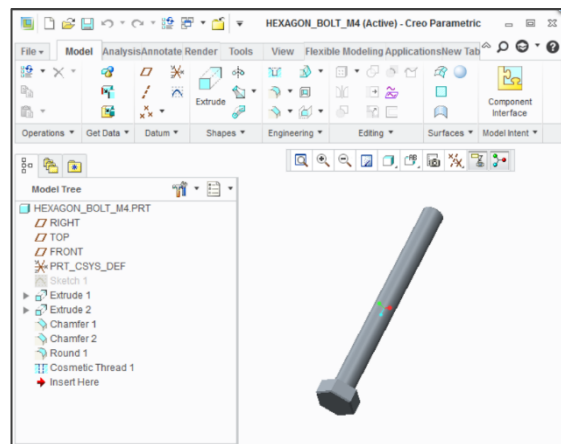 HEXAGON_BOLT_M4 (Active) - Creo Parametric
File Model Analysis Annotate Render Tools View Flexible Modeling Applications New Tab
Extrude
Component
Interface
Operations Get Data Datum Shapes Engineering Editing Surfaces Model Intent
Model Tree
HEXAGON_BOLT_M4.PRT
RIGHT
TOP
FRONT
PRT_CSYS_DEF
Sketch 1
Extrude 1
Extrude 2
Chamfer 1
Chamfer 2
Round 1
Cosmetic Thread 1
Insert Here